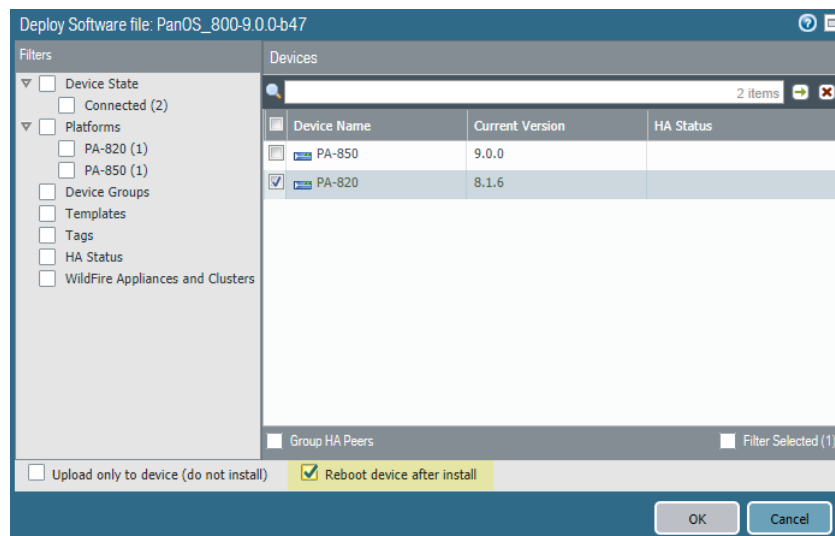 Deploy Software file: PanOS_800-9.0.0-b47
Filters
Devices
Device State
Connected (2)
Platforms
PA-820 (1)
PA-850 (1)
Device Groups
Templates
Tags
HA Status
WildFire Appliances and Clusters
2 items
Device Name Current Version HA Status
PA-850 9.0.0
PA-820 8.1.6
Group HA Peers Filter Selected (1)
Upload only to device (do not install) Reboot device after install
OK Cancel